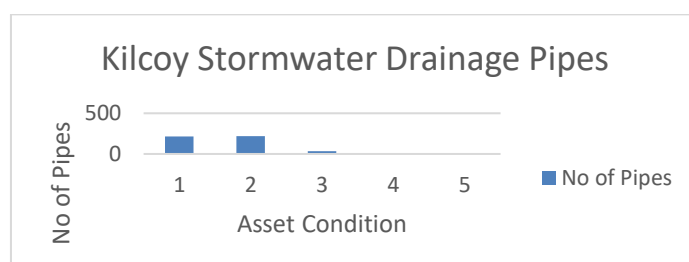 Kilcoy Stormwater Drainage Pipes
No of Pipes
500
0
1 2 3 4 5
Asset Condition
No of Pipes